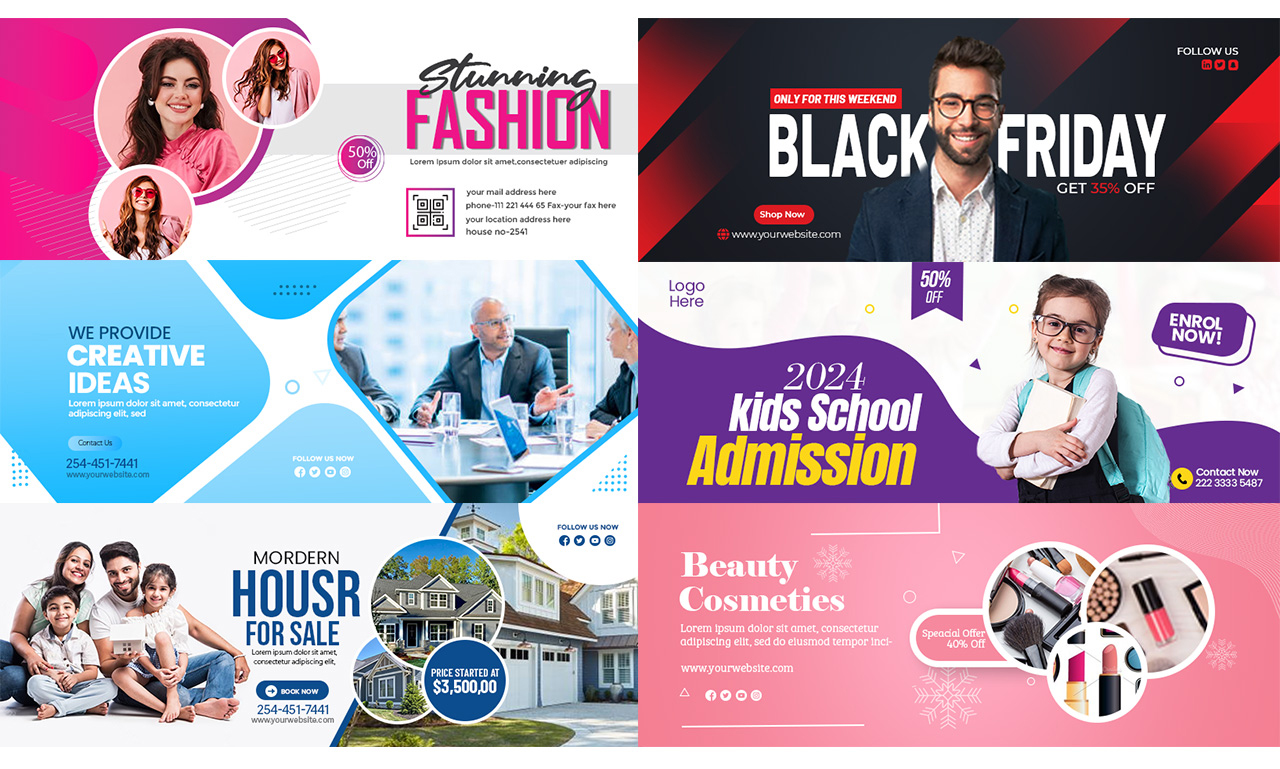 Stunning
FASHION
50%
Off
Lorem ipsum dolor sit amet,consectetuer adipiscing
your mail address here
phone-111 221 444 65 Fax-your fax here
your location address here
house no-2541
FOLLOW US
ONLY FOR THIS WEEKEND
BLACK FRIDAY
GET 35% OFF
Shop Now
www.yourwebsite.com
WE PROVIDE
CREATIVE
IDEAS
Lorem ipsum dolor sit amet, consectetur
adipiscing elit, sed
Contact Us
254-451-7441
www.yourwebsite.com
FOLLOW US NOW
Logo
Here
50%
OFF
ENROL
NOW!
2024
kids School
Admission
Contact Now
222 3333 5487
MORDERN
HOUSR
FOR SALE
Lorem ipsum dolor sit amet,
consectetur adipiscing elit,
BOOK NOW
254-451-7441
www.yourwebsite.com
FOLLOW US NOW
PRICE STARTED AT
$3,500,00
Beauty
Cosmeties
Lorem ipsum dolor sit amet, consectetur
adipiscing elit, sed do eiusmod tempor inci-
www.yourwebsite.com
Speacial Offer
40% Off